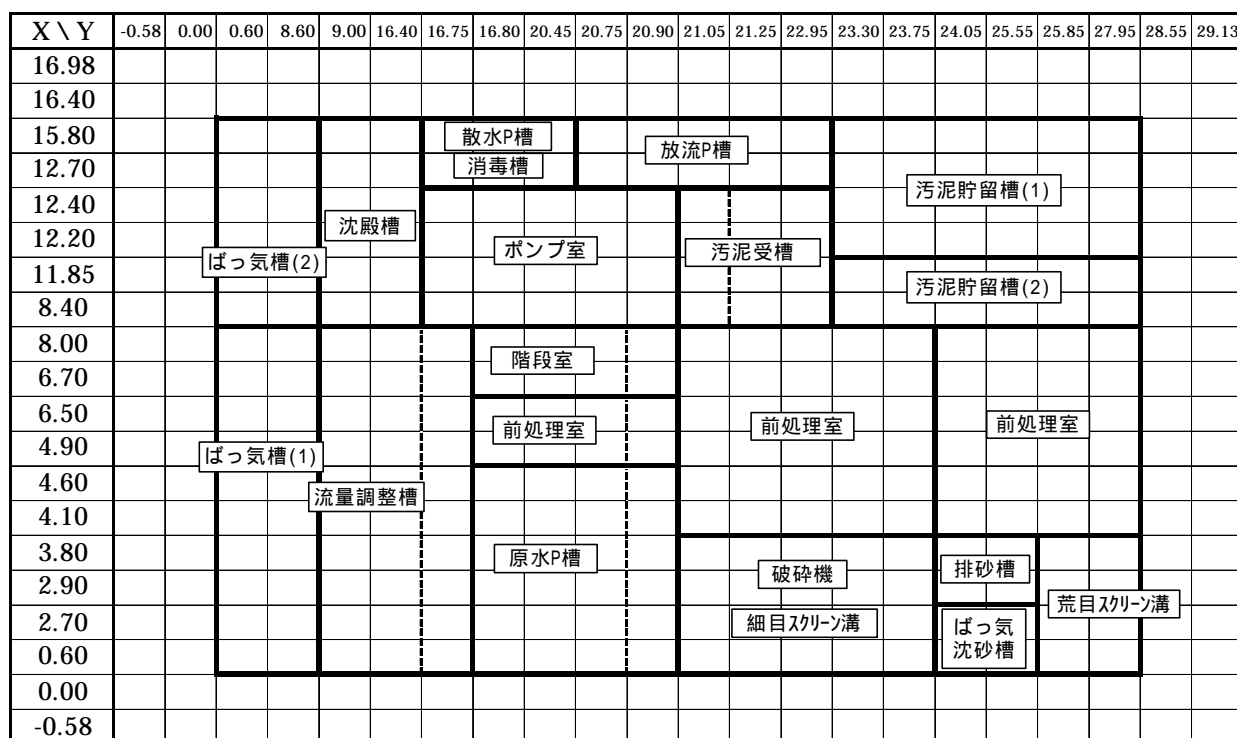 X \ Y -0.58 0.00 0.60 8.60 9.00 16.40 16.75 16.80 20.45 20.75 20.90 21.05 21.25 22.95 23.30 23.75 24.05 25.55 25.85 27.95 28.55 29.13
16.98
16.40
15.80 散水P槽
放流P槽
12.70 消毒槽
汚泥貯留槽(1)
12.40
沈殿槽
12.20 ポンプ室 汚泥受槽
ばっ気槽(2)
11.85
汚泥貯留槽(2)
8.40
8.00
階段室
6.70
6.50
前処理室 前処理室 前処理室
4.90
ばっ気槽(1)
4.60
流量調整槽
4.10
3.80
原水P槽 破砕機 排砂槽
2.90
荒目スクリーン溝
2.70 細目スクリーン溝 ばっ気
0.60 沈砂槽
0.00
-0.58